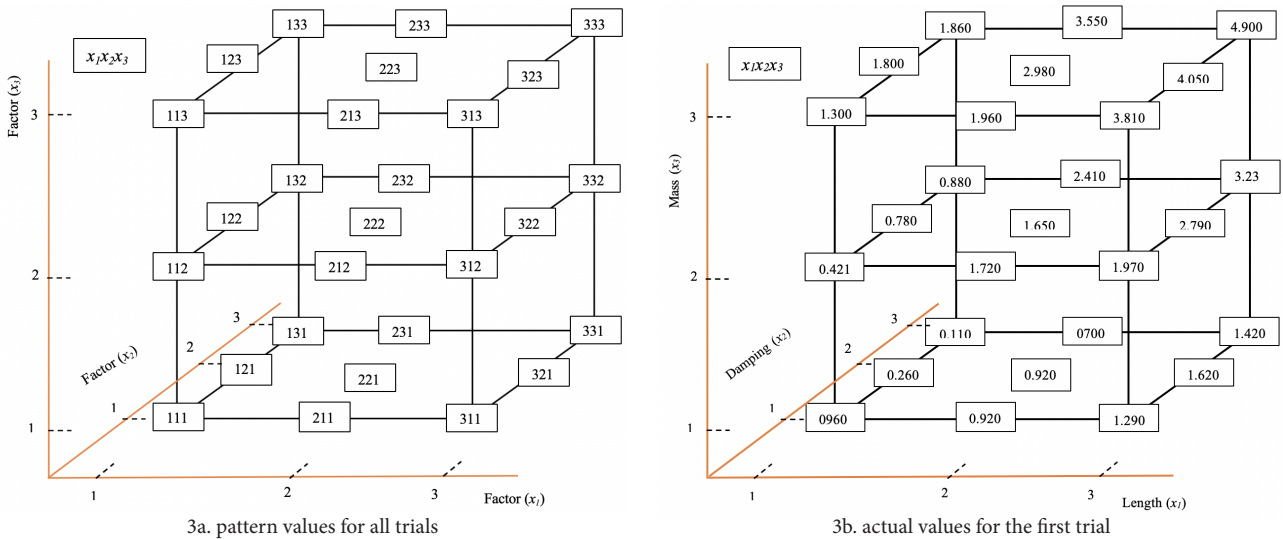 133 233 333
x1x2x3
123
223
323
Factor (x3)
3
113 213 313
132 232 332
122
222
322
2
112 212 312
3
131 231 331
2
Factor (x2)
121
221
321
1
1
111 211 311
1 2 3
Factor (x1)
3a. pattern values for all trials
1.860 3.550 4.900
x1x2x3
1.800
2.980
4.050
3
1.300 1.960 3.810
Mass (x3)
0.880 2.410 3.23
0.780
1.650
2.790
2
0.421 1.720 1.970
3
0.110 0700 1.420
2
Damping (x2)
0.260
0.920
1.620
1
1
0960 0.920 1.290
1 2 3
Length (x1)
3b. actual values for the first trial